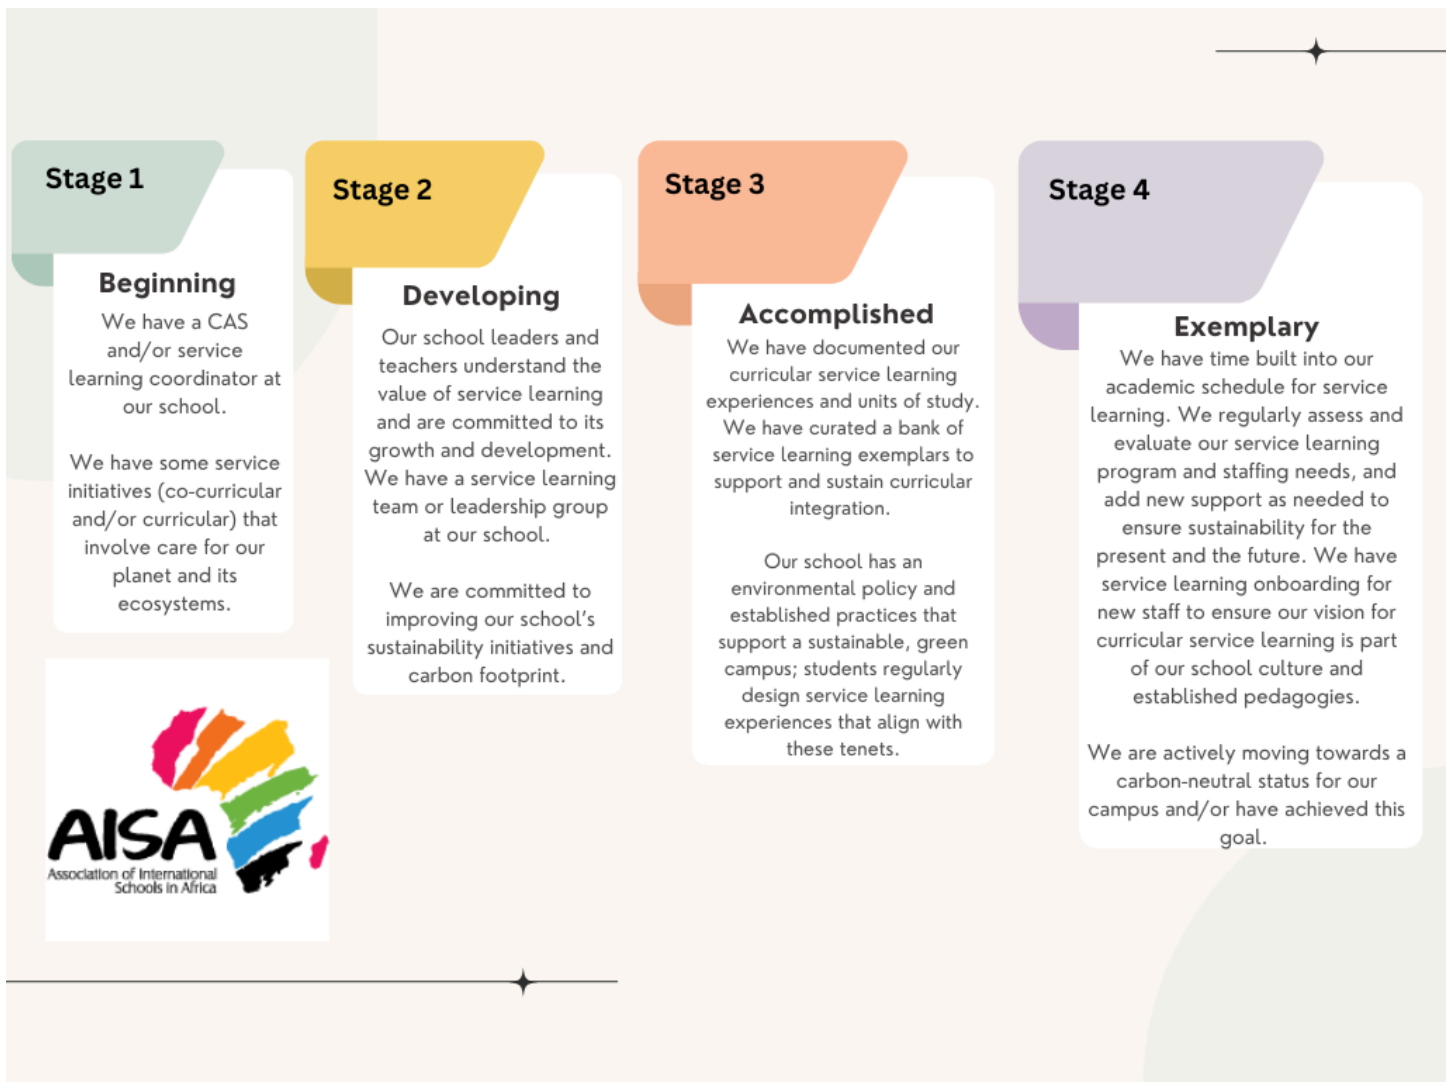 Stage 1
Beginning
We have a CAS
and/or service
learning coordinator at
our school.
We have some service
initiatives (co-curricular
and/or curricular) that
involve care for our
planet and its
ecosystems.
Stage 2
Developing
Our school leaders and
teachers understand the
value of service learning
and are committed to its
growth and development.
We have a service learning
team or leadership group
at our school.
We are committed to
improving our school's
sustainability initiatives and
carbon footprint.
Stage 3
Accomplished
We have documented our
curricular service learning
experiences and units of study.
We have curated a bank of
service learning exemplars to
support and sustain curricular
integration.
Our school has an
environmental policy and
established practices that
support a sustainable, green
campus; students regularly
design service learning
experiences that align with
these tenets.
Stage 4
Exemplary
We have time built into our
academic schedule for service
learning. We regularly assess and
evaluate our service learning
program and staffing needs, and
add new support as needed to
ensure sustainability for the
present and the future. We have
service learning onboarding for
new staff to ensure our vision for
curricular service learning is part
of our school culture and
established pedagogies.
We are actively moving towards a
carbon-neutral status for our
campus and/or have achieved this
goal.
AISA
Association of International
Schools in Africa